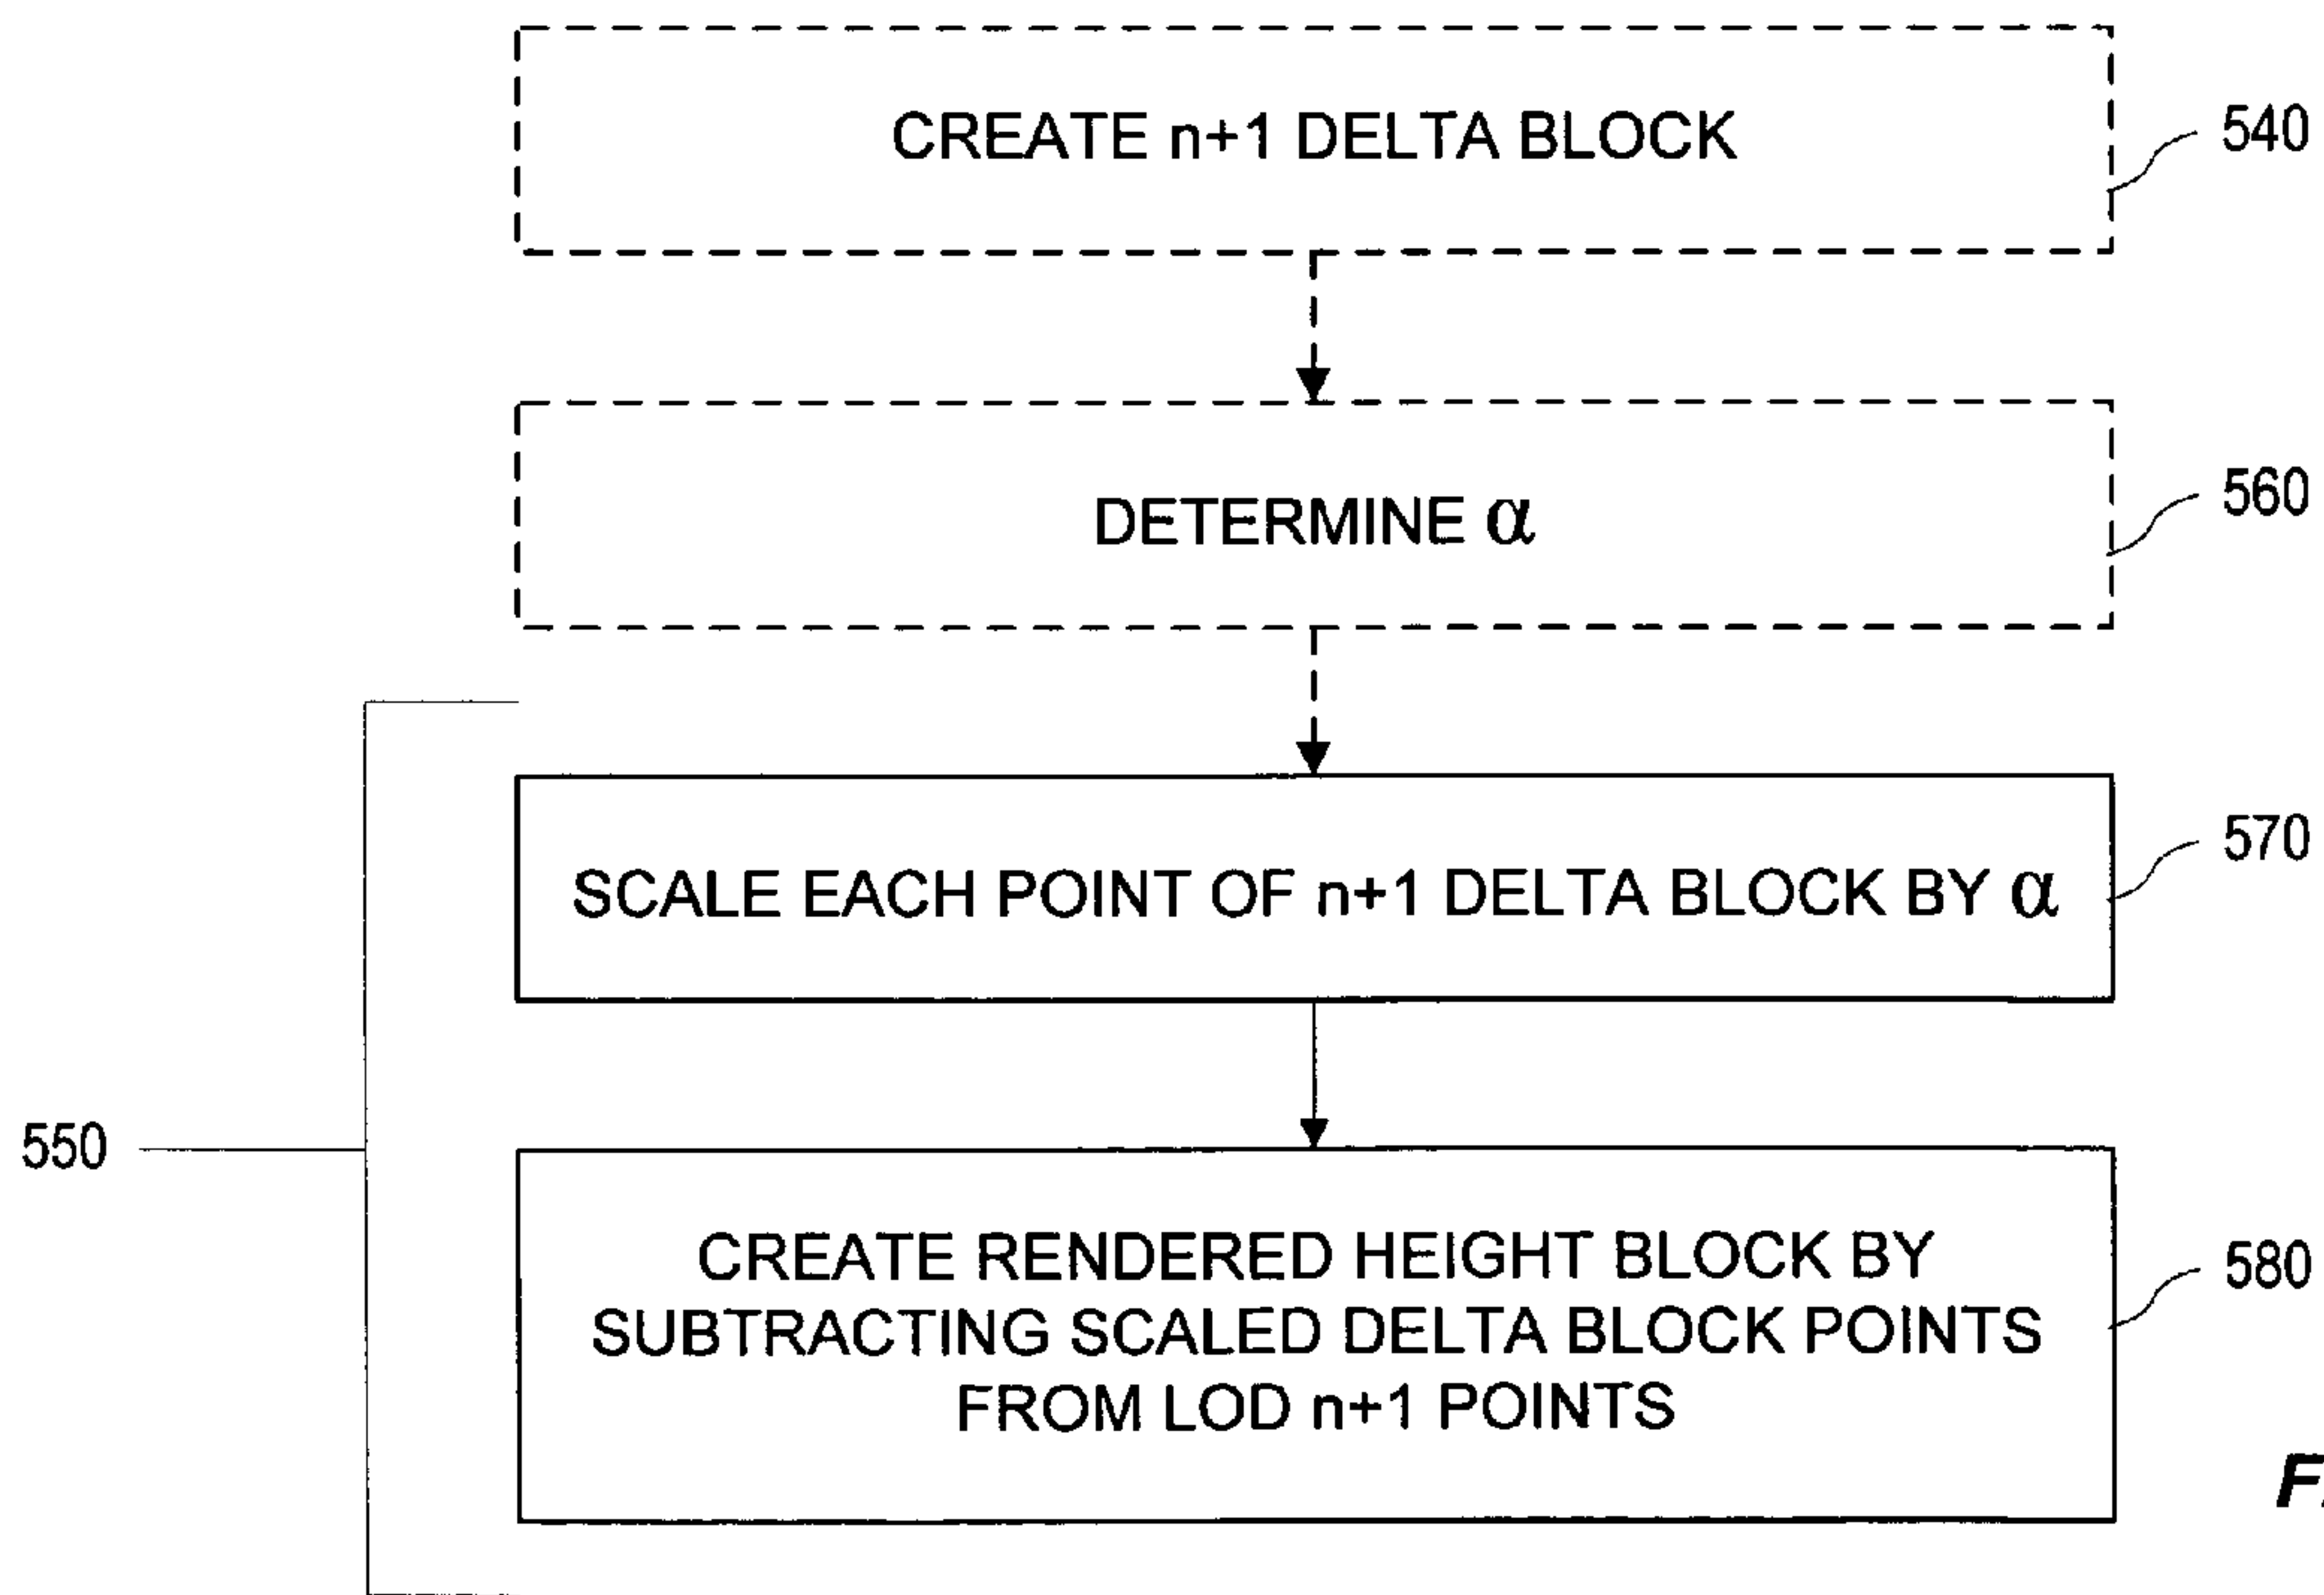 CREATE n+1 DELTA BLOCK
540
DETERMINE α
560
SCALE EACH POINT OF n+1 DELTA BLOCK BY α
570
550
CREATE RENDERED HEIGHT BLOCK BY
SUBTRACTING SCALED DELTA BLOCK POINTS
FROM LOD n+1 POINTS
580